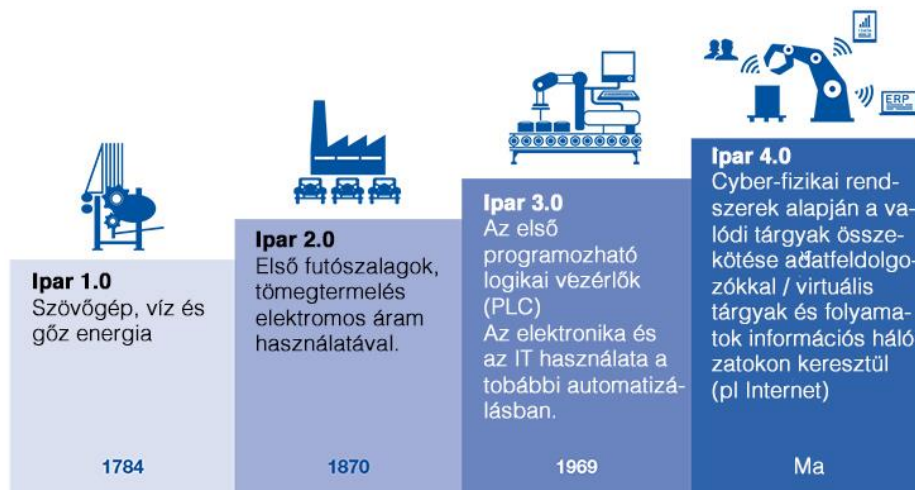 Ipar 1.0
Szövőgép, víz és
gőz energia
1784
Ipar 2.0
Első futószalagok,
tömegtermelés
elektromos áram
használatával.
1870
Ipar 3.0
Az első
programozható
logikai vezérlők
(PLC)
Az elektronika és
az IT használata a
tobábbi automatizá-
lásban.
1969
ERP
Ipar 4.0
Cyber-fizikai rend-
szerek alapján a va-
lódi tárgyak össze-
kötése adatfeldolgo-
zókkal / virtuális
tárgyak és folyama-
tok információs háló
zatokon keresztül
(pl Internet)
Ma